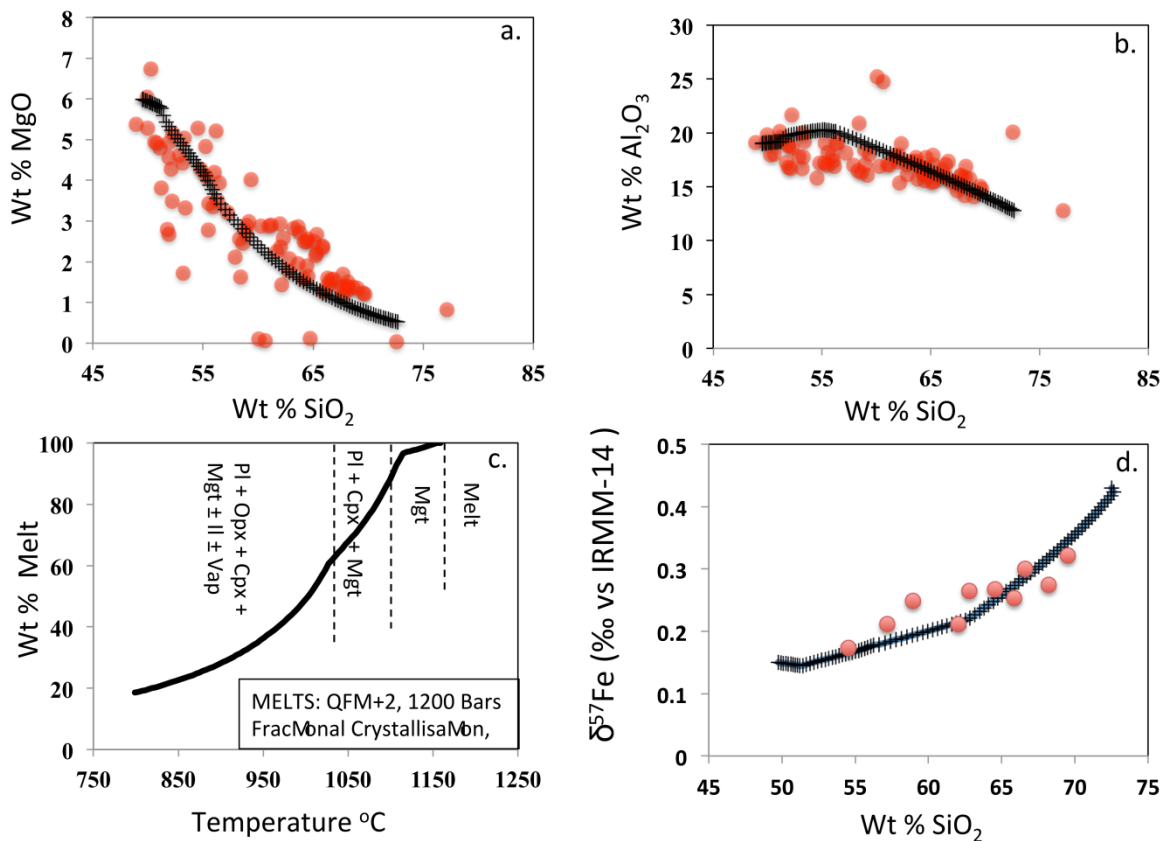 a.
8
7
6
5
4
3
2
1
0
Wt % MgO
45 55 65 75 85
Wt % SiO₂
b.
30
25
20
15
10
5
0
Wt % Al₂O₃
45 55 65 75 85
Wt % SiO₂
c.
100
80
60
40
20
0
Wt % Melt
Pl + Opx + Cpx +
Mgt ± Il ± Vap
Pl + Cpx + Mgt
Mgt
Melt
MELTS: QFM+2, 1200 Bars
FracMonal CrystallisaMon,
750 850 950 1050 1150 1250
Temperature °C
d.
0.5
0.4
0.3
0.2
0.1
0
δ⁵⁷Fe (‰ vs IRMM-14 )
45 50 55 60 65 70 75
Wt % SiO₂